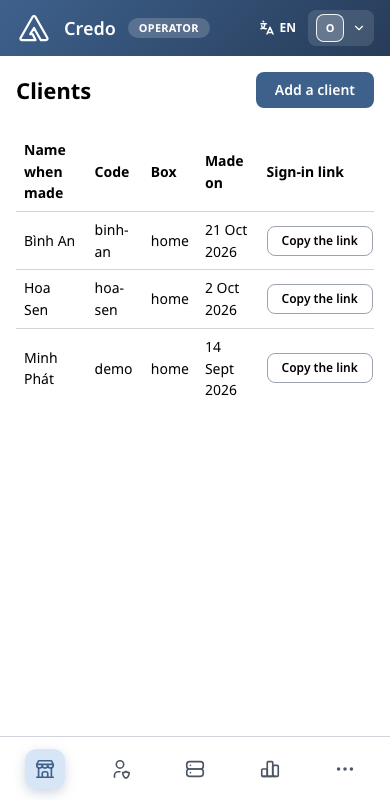 Credo OPERATOR EN O
Clients Add a client
Name when made Code Box Made on Sign-in link
Bình An binh-an home 21 Oct 2026 Copy the link
Hoa Sen hoa-sen home 2 Oct 2026 Copy the link
Minh Phát demo home 14 Sept 2026 Copy the link